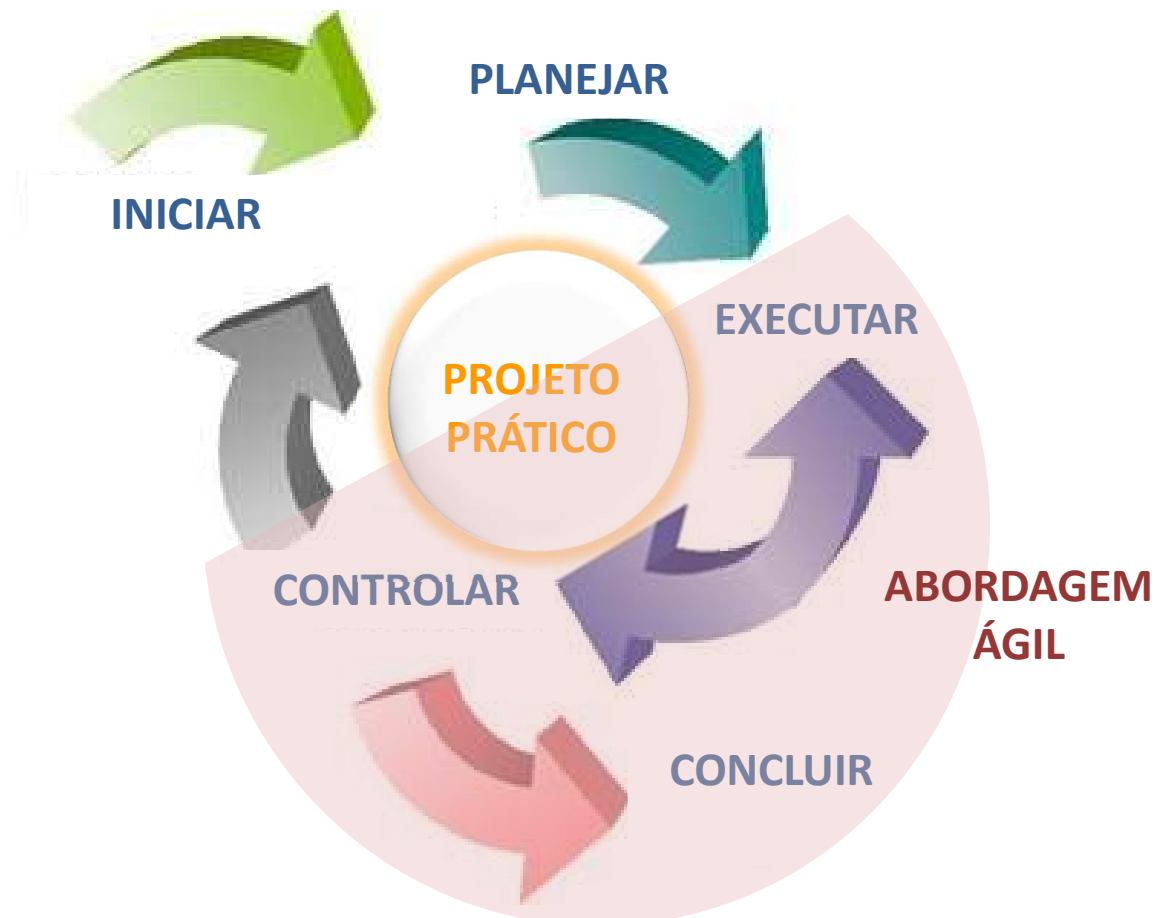 PLANEJAR
INICIAR
EXECUTAR
PROJETO
PRÁTICO
CONTROLAR
ABORDAGEM
ÁGIL
CONCLUIR